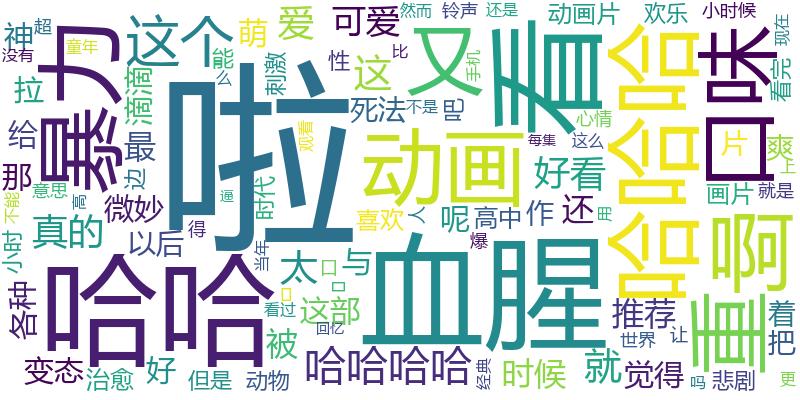 神
超
没有
童年
这个
萌
能
么
爱
刺激
可爱
然而
铃声
还是
动画片
欢乐
小时候
现在
看完
性
这
比
手机
又
看
哈哈哈
口味
片
爽
上
拉
给
那
暴力
滴滴
最
边
啦
观看
死法
不是
吧
每集
心情
这么
动画
好看
画片
就是
意思
不能
高
微妙
逼
时代
喜欢
人
呢
高中
作
还
用
小时
真的
以后
得
当年
爆
重
啊
各种
哈哈
太
与
口
口
口
看过
这部
血腥
推荐
着
把
世界
让
变态
治愈
好
但是
动物
被
回忆
哈哈哈哈
经典
时候
就
觉得
吗
悲剧
更